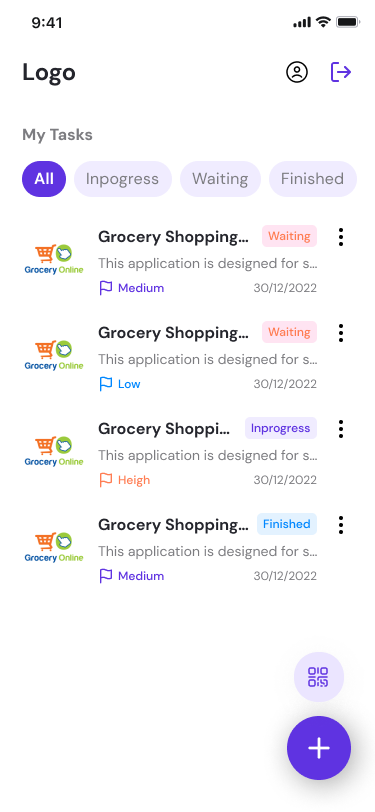 9:41
Logo
My Tasks
All Inpogress Waiting Finished
Grocery Shopping... Waiting
This application is designed for s...
Grocery Online
Medium 30/12/2022
Grocery Shopping... Waiting
This application is designed for s...
Grocery Online
Low 30/12/2022
Grocery Shoppi... Inprogress
This application is designed for s...
Grocery Online
Heigh 30/12/2022
Grocery Shopping... Finished
This application is designed for s...
Grocery Online
Medium 30/12/2022